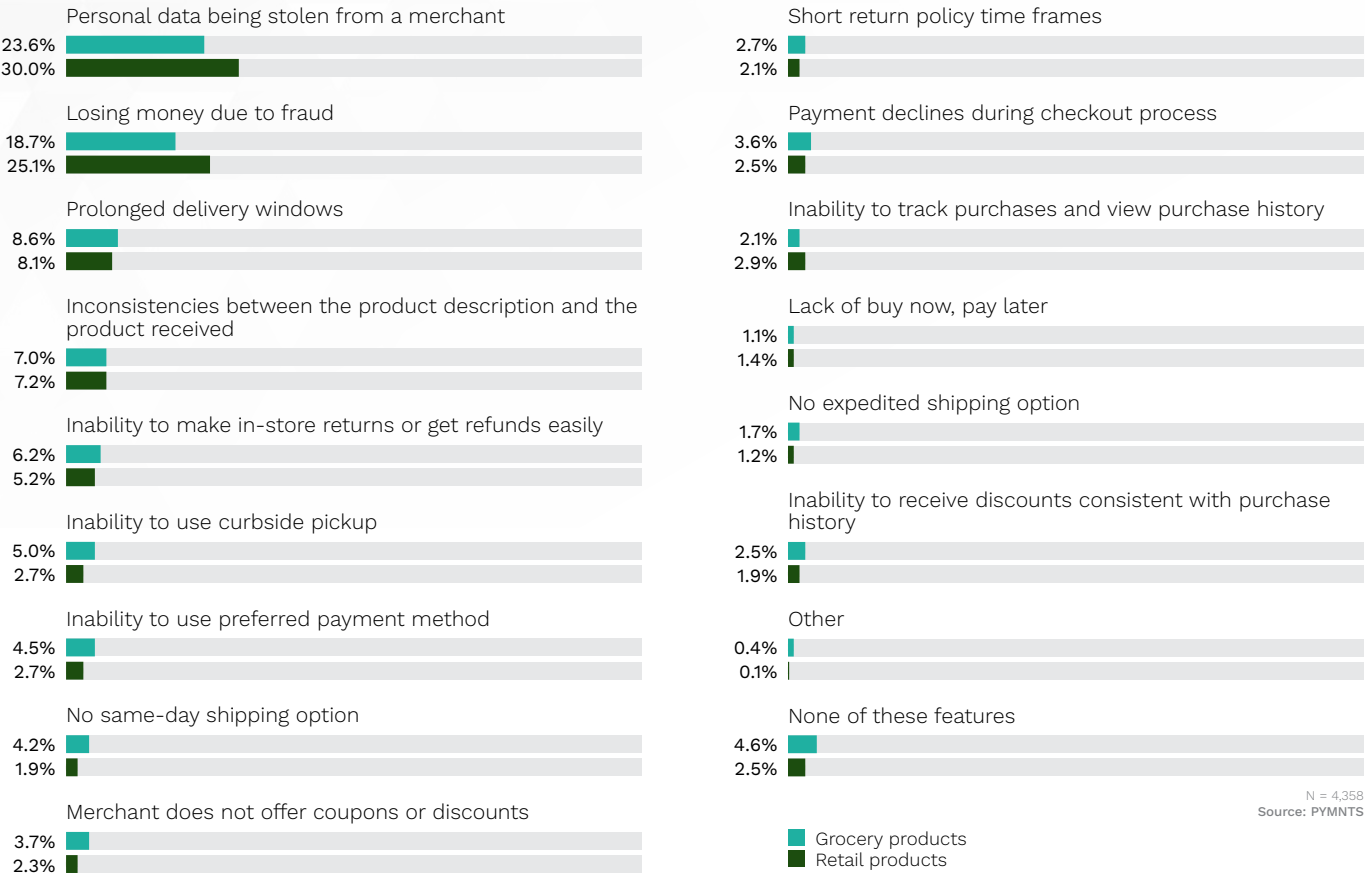 Personal data being stolen from a merchant
23.6%
30.0%
Losing money due to fraud
18.7%
25.1%
Prolonged delivery windows
8.6%
8.1%
Inconsistencies between the product description and the
product received
7.0%
7.2%
Inability to make in-store returns or get refunds easily
6.2%
5.2%
Inability to use curbside pickup
5.0%
2.7%
Inability to use preferred payment method
4.5%
2.7%
No same-day shipping option
4.2%
1.9%
Merchant does not offer coupons or discounts
3.7%
2.3%
Short return policy time frames
2.7%
2.1%
Payment declines during checkout process
3.6%
2.5%
Inability to track purchases and view purchase history
2.1%
2.9%
Lack of buy now, pay later
1.1%
1.4%
No expedited shipping option
1.7%
1.2%
Inability to receive discounts consistent with purchase
history
2.5%
1.9%
Other
0.4%
0.1%
None of these features
4.6%
2.5%
N = 4,358
Source: PYMNTS
Grocery products
Retail products